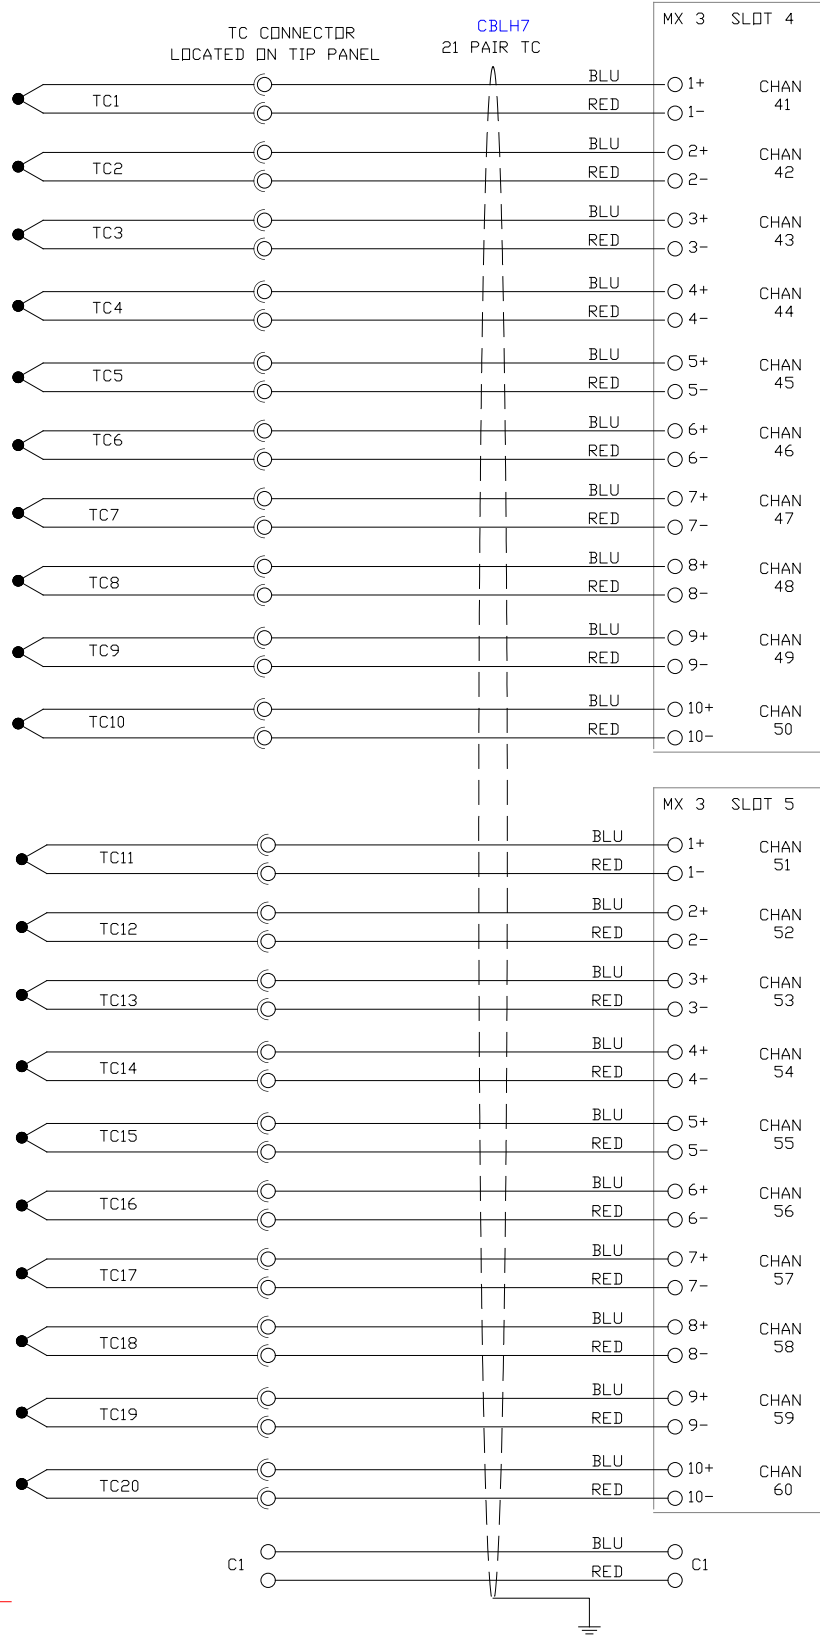 TC CONNECTOR
LOCATED ON TIP PANEL
CBLH7
21 PAIR TC
MX 3 SLOT 4
TC1
BLU 1+
RED 1-
CHAN
41
TC2
BLU 2+
RED 2-
CHAN
42
TC3
BLU 3+
RED 3-
CHAN
43
TC4
BLU 4+
RED 4-
CHAN
44
TC5
BLU 5+
RED 5-
CHAN
45
TC6
BLU 6+
RED 6-
CHAN
46
TC7
BLU 7+
RED 7-
CHAN
47
TC8
BLU 8+
RED 8-
CHAN
48
TC9
BLU 9+
RED 9-
CHAN
49
TC10
BLU 10+
RED 10-
CHAN
50
MX 3 SLOT 5
TC11
BLU 1+
RED 1-
CHAN
51
TC12
BLU 2+
RED 2-
CHAN
52
TC13
BLU 3+
RED 3-
CHAN
53
TC14
BLU 4+
RED 4-
CHAN
54
TC15
BLU 5+
RED 5-
CHAN
55
TC16
BLU 6+
RED 6-
CHAN
56
TC17
BLU 7+
RED 7-
CHAN
57
TC18
BLU 8+
RED 8-
CHAN
58
TC19
BLU 9+
RED 9-
CHAN
59
TC20
BLU 10+
RED 10-
CHAN
60
C1
BLU
RED
C1